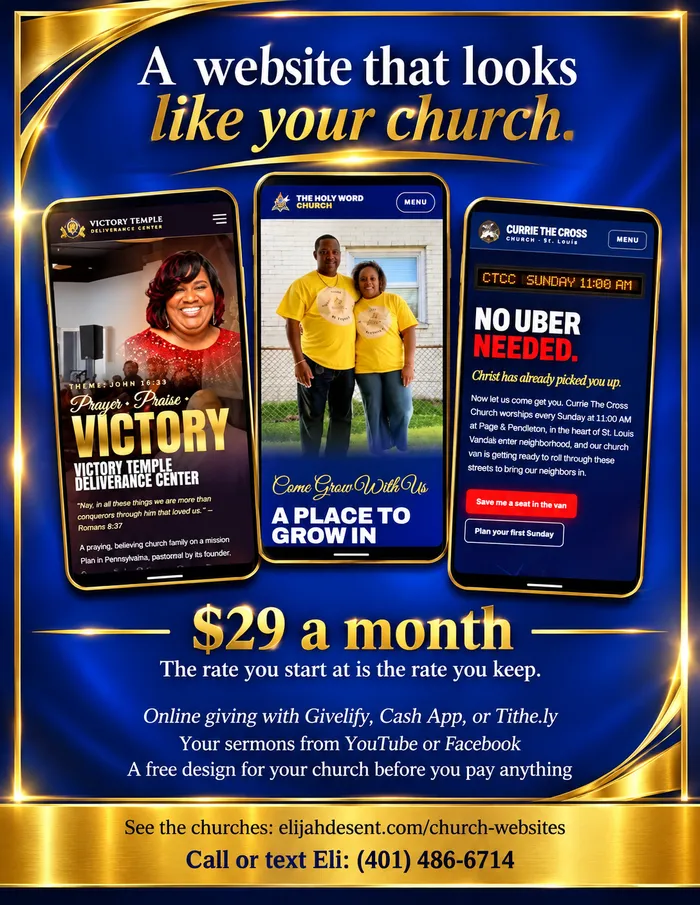 A website that looks
like your church.
VICTORY TEMPLE
DELIVERANCE CENTER
THEME: JOHN 16:33
Prayer • Praise •
VICTORY
VICTORY TEMPLE
DELIVERANCE CENTER
"Nay, in all these things we are more than
conquerors through him that loved us." –
Romans 8:37
A praying, believing church family on a mission
Plan in Pennsylvaina, pastomal by its founder.
THE HOLY WORD
CHURCH
MENU
Come Grow With Us
A PLACE TO
GROW IN
CURRIE THE CROSS
CHURCH - St. Louis
MENU
CTCC SUNDAY 11:00 AM
NO UBER
NEEDED.
Christ has already picked you up.
Now let us come get you. Currie The Cross
Church worships every Sunday at 11:00 AM
at Page & Pendleton, in the heart of St. Louis
Vandals enter neighborhood, and our church
van is getting ready to roll through these
streets to bring our neighbors in.
Save me a seat in the van
Plan your first Sunday
$29 a month
The rate you start at is the rate you keep.
Online giving with Givelify, Cash App, or Tithe.ly
Your sermons from YouTube or Facebook
A free design for your church before you pay anything
See the churches: elijahdesent.com/church-websites
Call or text Eli: (401) 486-6714